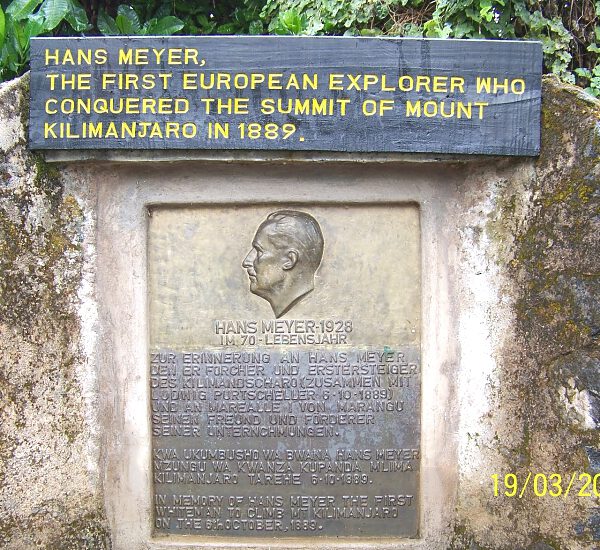 HANS MEYER,
THE FIRST EUROPEAN EXPLORER WHO
CONQUERED THE SUMMIT OF MOUNT
KILIMANJARO IN 1889.
HANS MEYER-1928
IM 70-LEBENSJAHR
ZUR ERINNERUNG AN HANS MEYER
DEN ERFORCHER UND ERSTERSTEIGER
DES KILIMANDSCHARO (ZUSAMMEN MIT
LUDWIG PURTSCHELLER 6-10-1889)
UND AN MAREALLE I VON MARANGU
SEINEN FREUND UND FÖRDERER
SEINER UNTERNCHMUNGEN.
KWA UKUMBUSHO WA BWANA HANS MEYER
MZUNGU WA KWANZA KUPANDA MLIMA
KILIMANJARO TAREHE, 6-10-1889.
IN MEMORY OF HANS MEYER THE FIRST
WHITEMAN TO CLIMB MT KILIMANJARO
ON THE 6TH OCTOBER, 1889.
19/03/20